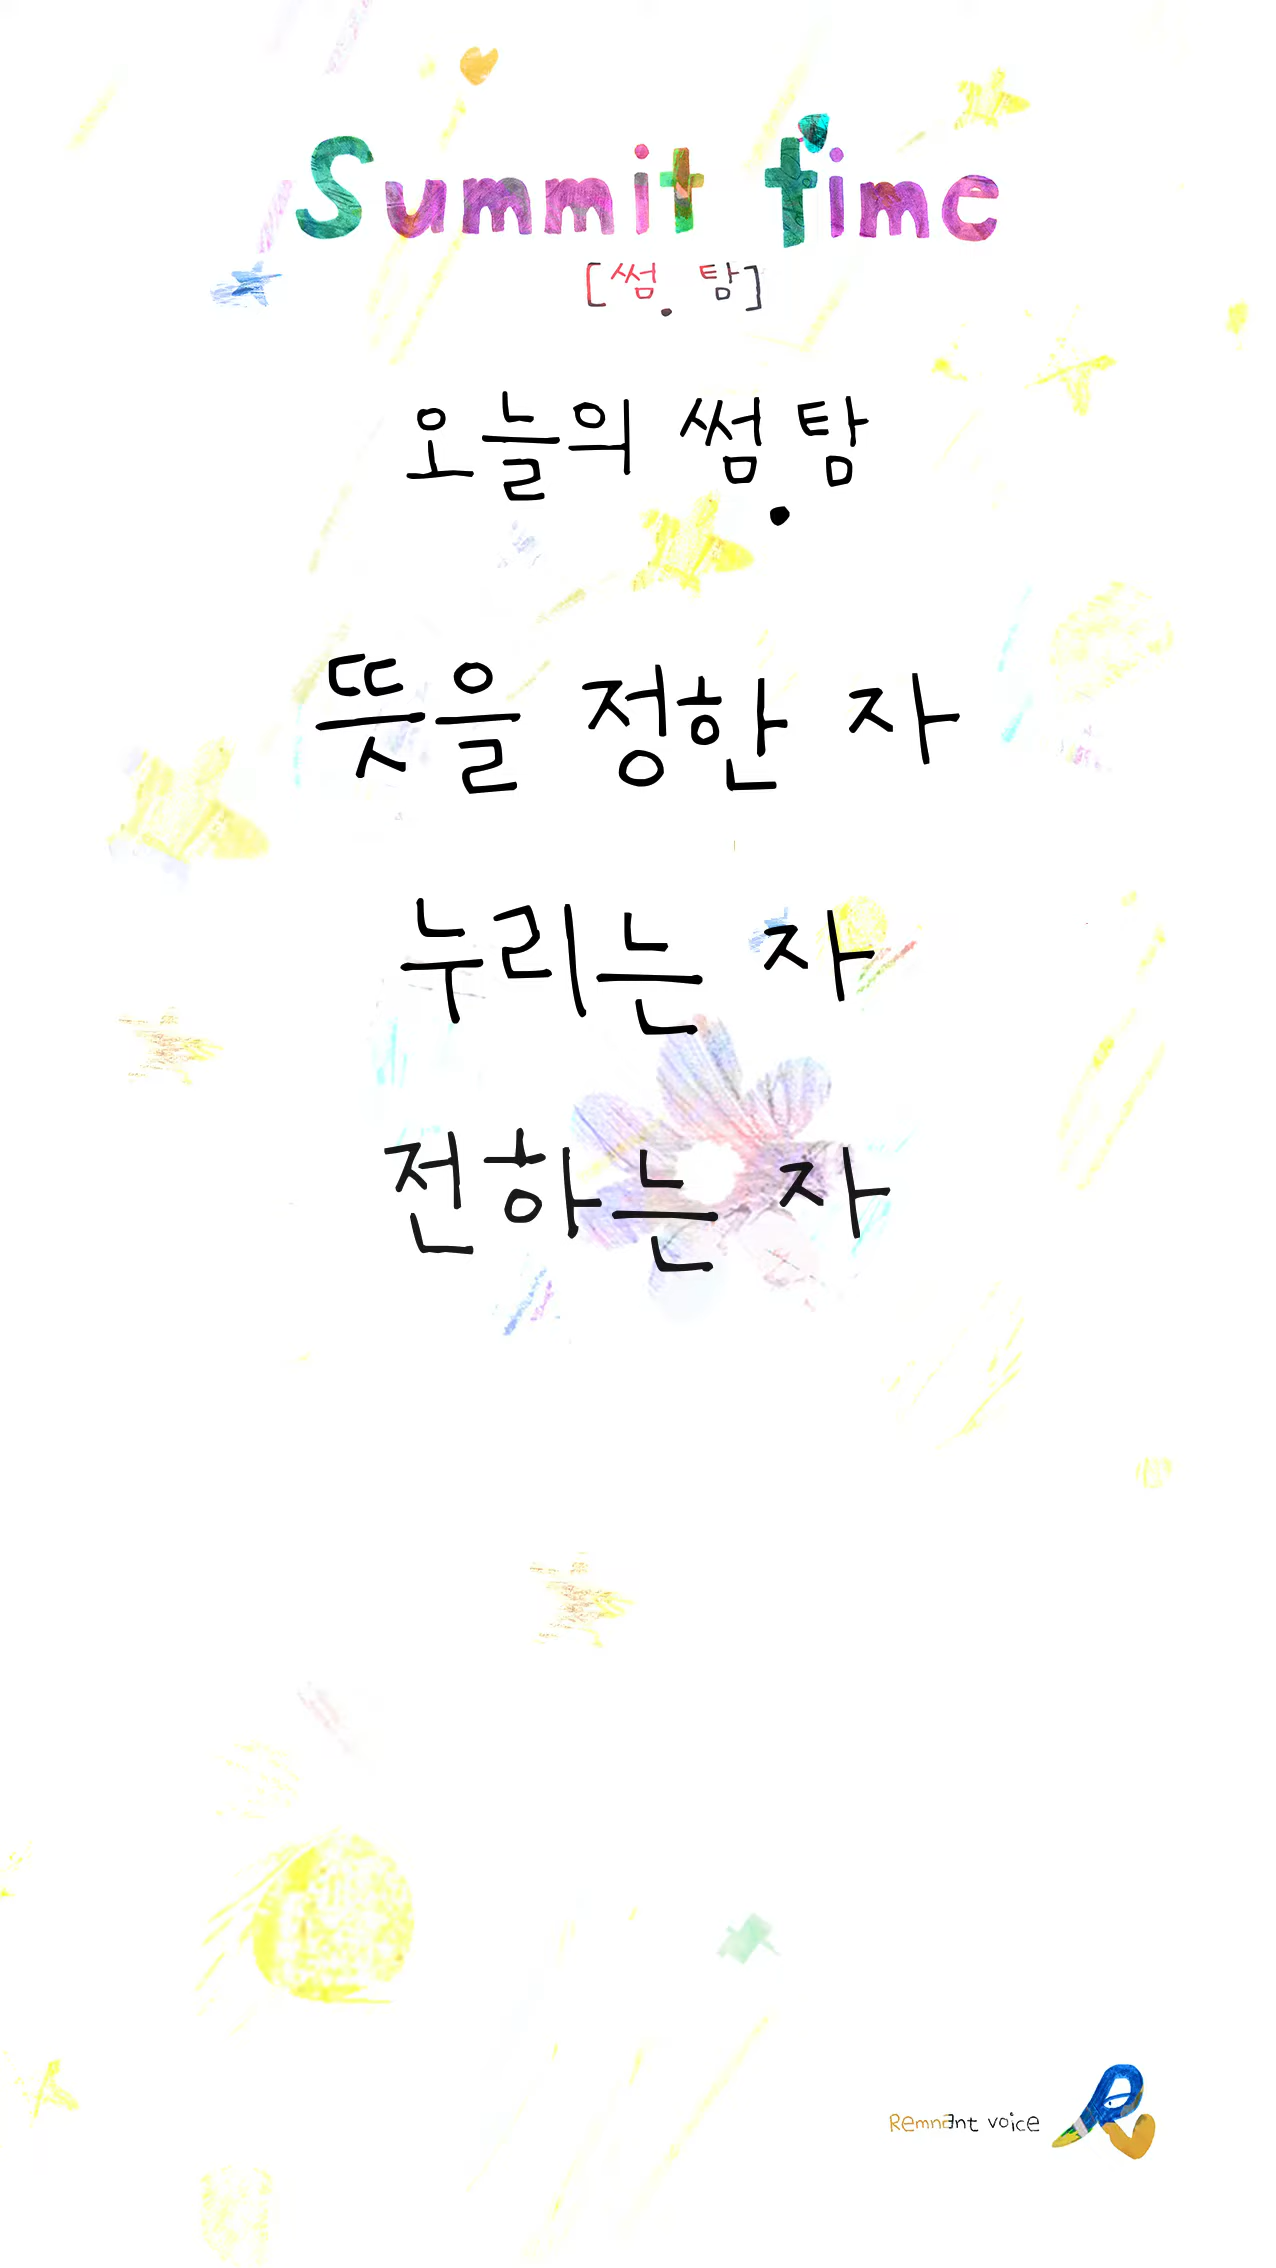 Summit time
[썸. 탐]
오늘의 썸.탐
뜻을 정한 자
누리는 자
전하는 자
Remnant voice